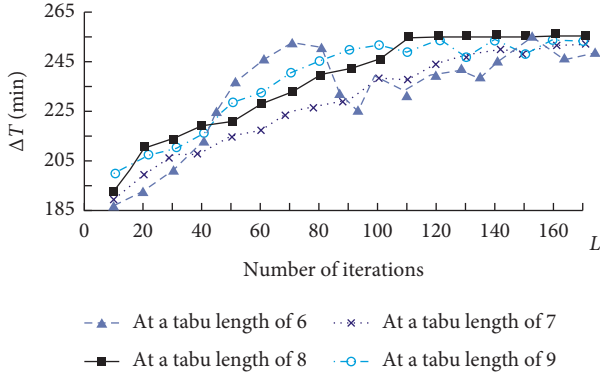 265
245
225
205
185
ΔT (min)
0 20 40 60 80 100 120 140 160
L
Number of iterations
At a tabu length of 6 At a tabu length of 7
At a tabu length of 8 At a tabu length of 9